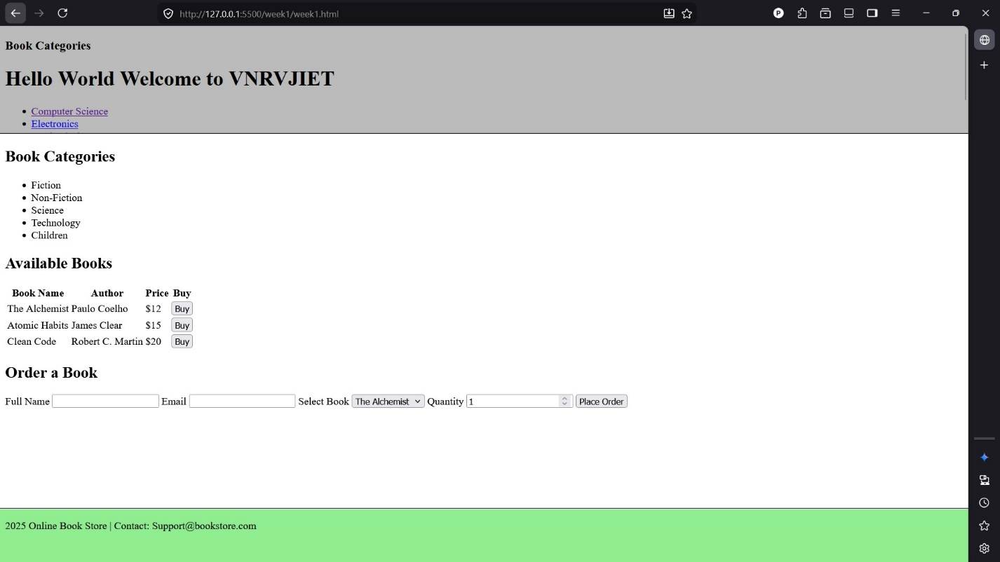 http://127.0.0.1:5500/week1/week1.html
P
Book Categories
Hello World Welcome to VNRVJIET
Computer Science
Electronics
Book Categories
Fiction
Non-Fiction
Science
Technology
Children
Available Books
Book Name Author Price Buy
The Alchemist Paulo Coelho $12 Buy
Atomic Habits James Clear $15 Buy
Clean Code Robert C. Martin $20 Buy
Order a Book
Full Name Email Select Book The Alchemist Quantity 1 Place Order
2025 Online Book Store | Contact: Support@bookstore.com